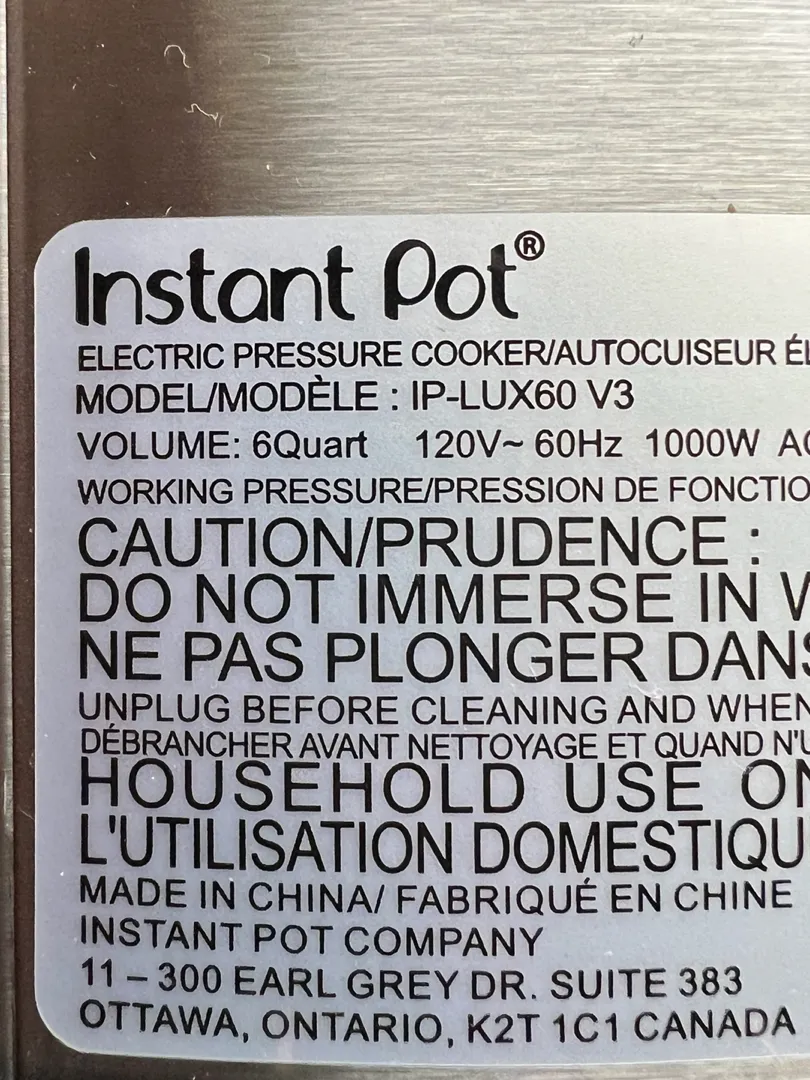 Instant Pot®
ELECTRIC PRESSURE COOKER/AUTOCUISEUR
MODEL/MODÈLE : IP-LUX60 V3
VOLUME: 6Quart 120V~ 60Hz 1000W
WORKING PRESSURE/PRESSION DE
CAUTION/PRUDENCE :
DO NOT IMMERSE IN
NE PAS PLONGER DANS
UNPLUG BEFORE CLEANING AND WHEN
DÉBRANCHER AVANT NETTOYAGE ET QUAND
HOUSEHOLD USE
L'UTILISATION
MADE IN CHINA/ FABRIQUÉ EN CHINE
INSTANT POT COMPANY
11 – 300 EARL GREY DR. SUITE 383
OTTAWA, ONTARIO, K2T 1C1 CANADA